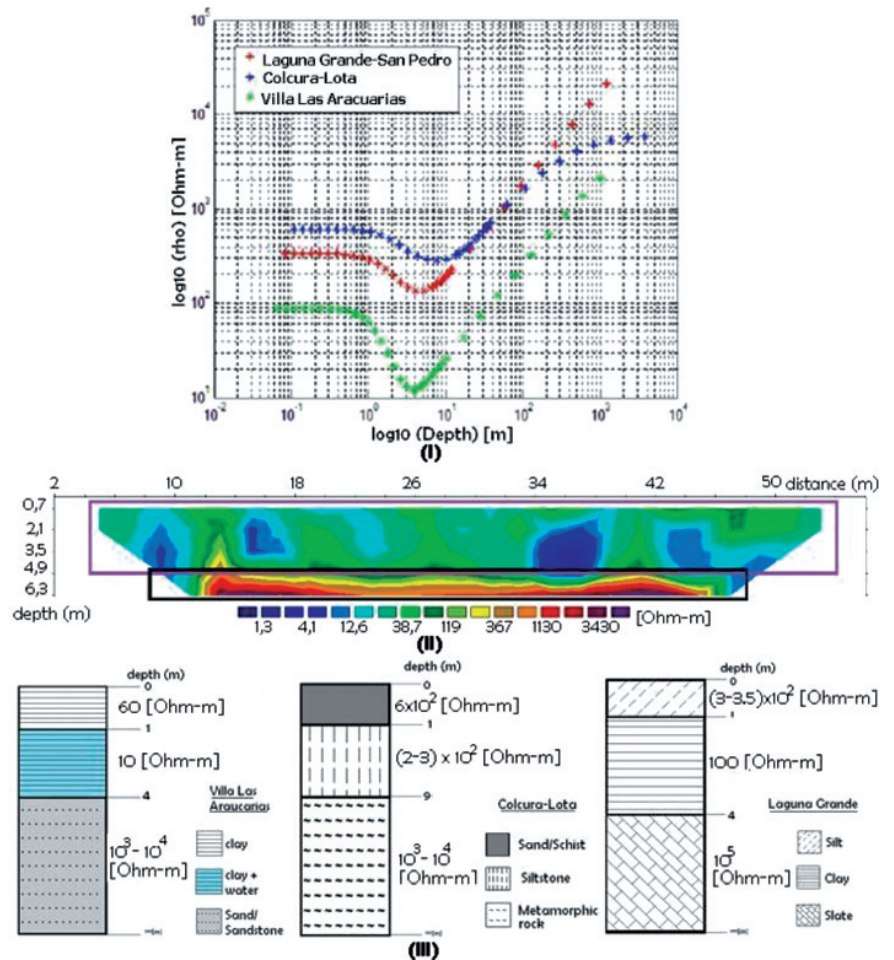 10^5
Laguna Grande-San Pedro
Colcura-Lota
Villa Las Aracuarias
10^4
10^3
10^2
10^1
log10 (rho) [Ohm-m]
10^-2 10^-1 10^0 10^1 10^2 10^3 10^4
log10 (Depth) [m]
(I)
2 10 18 26 34 42 50 distance (m)
0,7
2,1
3,5
4,9
6,3
depth (m)
1,3 4,1 12,6 38,7 119 367 1130 3430 [Ohm-m]
(II)
depth (m)
0
60 [Ohm-m]
1
10 [Ohm-m]
4
10^3 - 10^4
[Ohm-m]
Villa Las
Araucarias
clay
clay +
water
Sand/
Sandstone
depth (m)
0
6x10^2 [Ohm-m]
1
(2-3) x 10^2 [Ohm-m]
9
10^3 - 10^4
[Ohm-m]
Colcura-Lota
Sand/Schist
Siltstone
Metamorphic
rock
depth (m)
0
(3-3.5)x10^2 [Ohm-m]
1
100 [Ohm-m]
4
10^5
[Ohm-m]
Laguna Grande
Silt
Clay
Slate
(III)